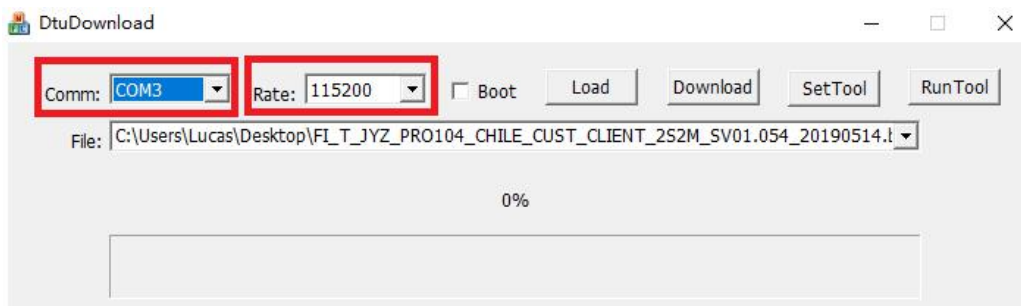 DtuDownload
Comm: COM3 Rate: 115200 Boot Load Download SetTool RunTool
File: C:\Users\Lucas\Desktop\FI_T_JYZ_PRO104_CHILE_CUST_CLIENT_2S2M_SV01.054_20190514.b
0%